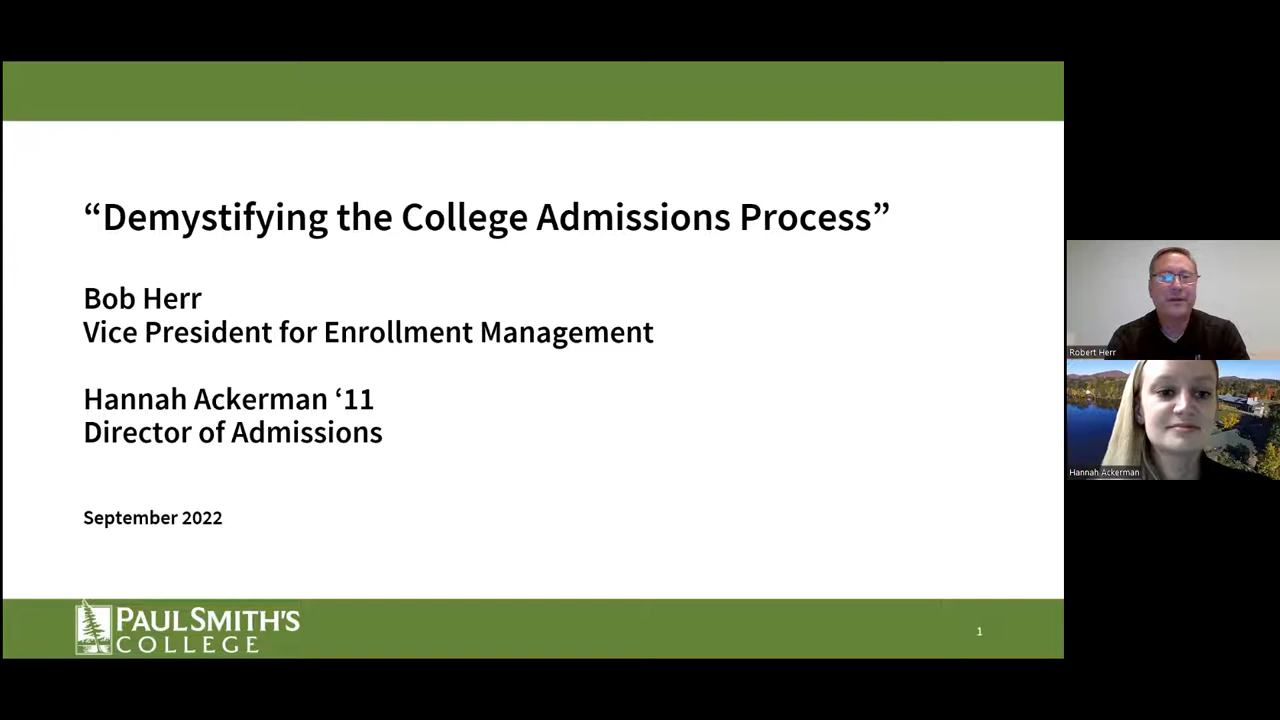 “Demystifying the College Admissions Process”
Bob Herr
Vice President for Enrollment Management
Hannah Ackerman ‘11
Director of Admissions
September 2022
PAUL SMITH'S
COLLEGE
1
Robert Herr
Hannah Ackerman